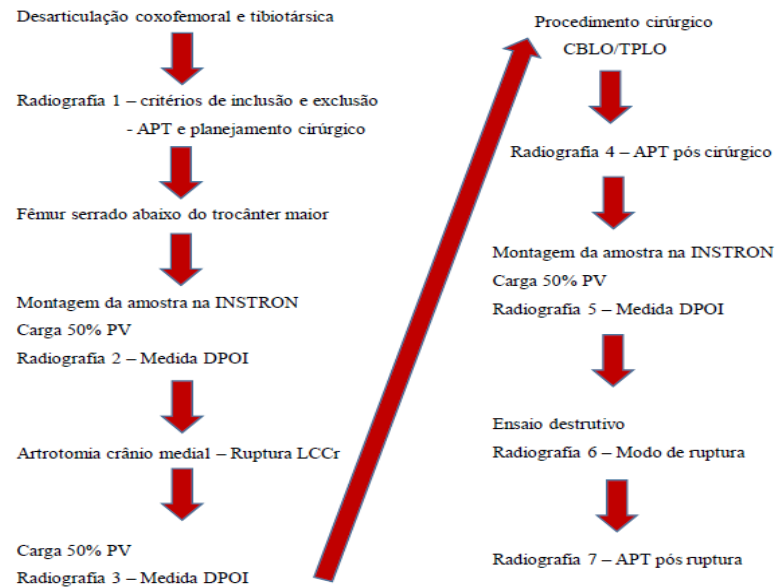 Desarticulação coxofemoral e tibiotársica
Radiografia 1 – critérios de inclusão e exclusão
- APT e planejamento cirúrgico
Fêmur serrado abaixo do trocânter maior
Montagem da amostra na INSTRON
Carga 50% PV
Radiografia 2 – Medida DPOI
Artrotomia crânio medial – Ruptura LCCr
Carga 50% PV
Radiografia 3 – Medida DPOI
Procedimento cirúrgico
CBLO/TPLO
Radiografia 4 – APT pós cirúrgico
Montagem da amostra na INSTRON
Carga 50% PV
Radiografia 5 – Medida DPOI
Ensaio destrutivo
Radiografia 6 – Modo de ruptura
Radiografia 7 – APT pós ruptura